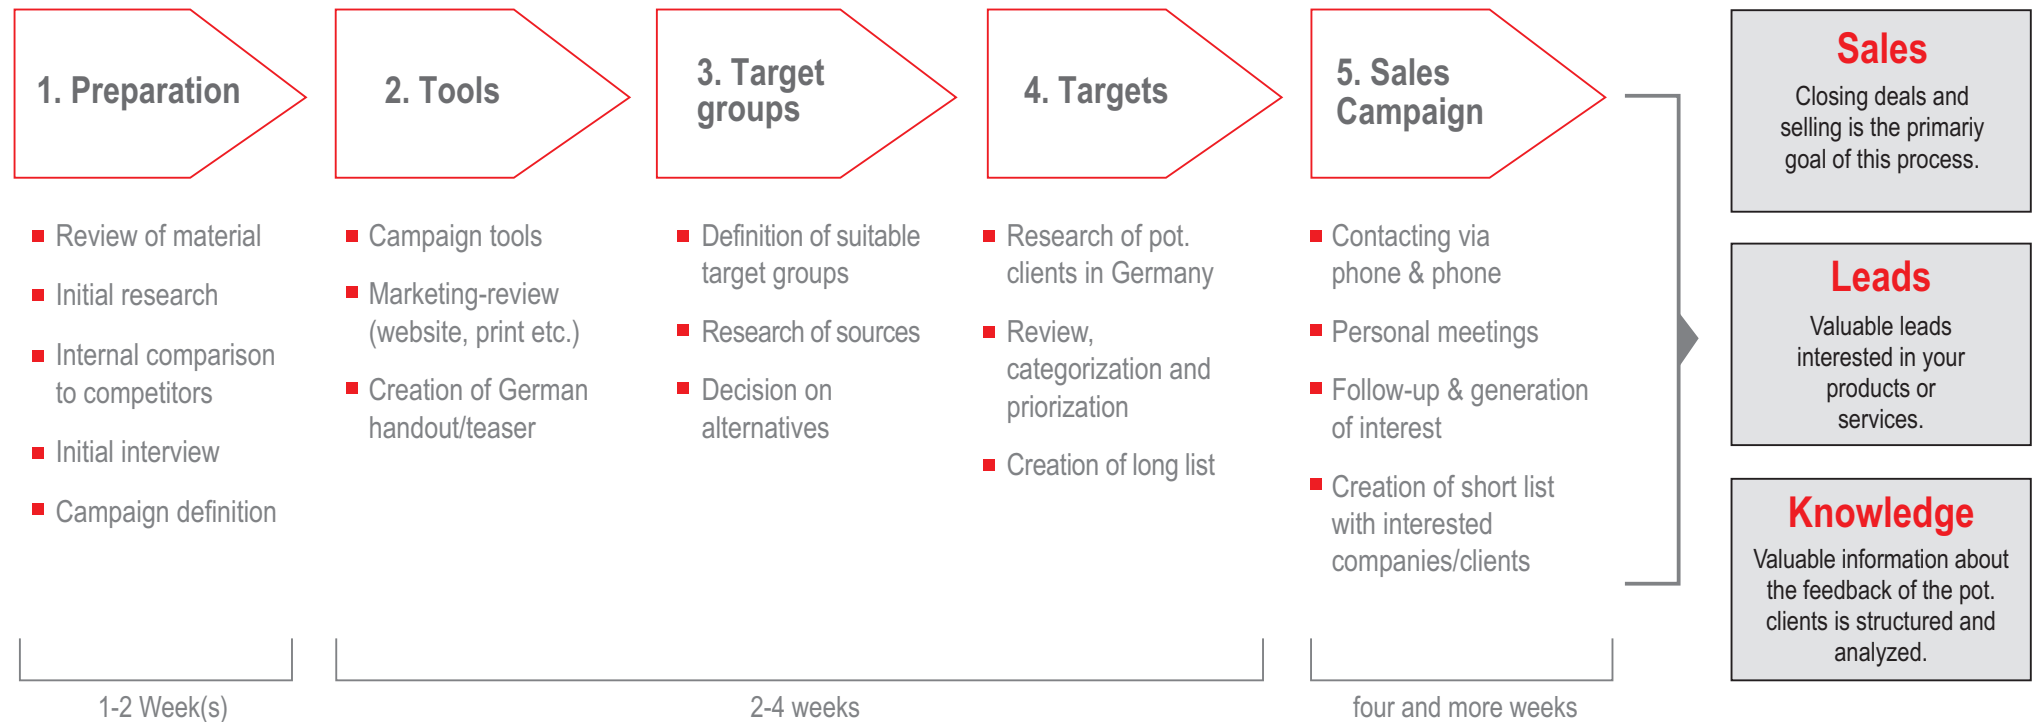 1. Preparation
Review of material
Initial research
Internal comparison
to competitors
Initial interview
Campaign definition
1-2 Week(s)
2. Tools
Campaign tools
Marketing-review
(website, print etc.)
Creation of German
handout/teaser
3. Target
groups
Definition of suitable
target groups
Research of sources
Decision on
alternatives
4. Targets
Research of pot.
clients in Germany
Review,
categorization and
priorization
Creation of long list
2-4 weeks
5. Sales
Campaign
Contacting via
phone & phone
Personal meetings
Follow-up & generation
of interest
Creation of short list
with interested
companies/clients
four and more weeks
Sales
Closing deals and
selling is the primariy
goal of this process.
Leads
Valuable leads
interested in your
products or
services.
Knowledge
Valuable information about
the feedback of the pot.
clients is structured and
analyzed.